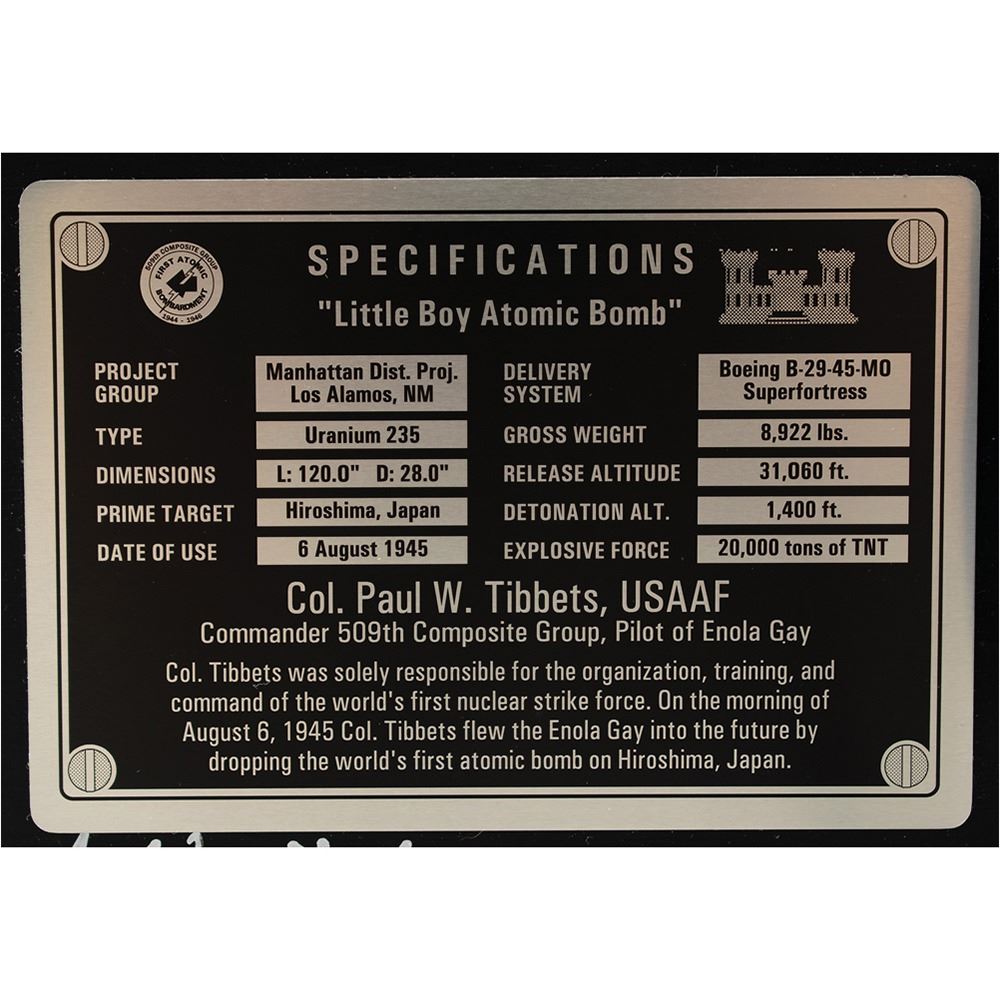 509th COMPOSITE GROUP
FIRST ATOMIC
BOMBARDMENT
1944 - 1946
SPECIFICATIONS
"Little Boy Atomic Bomb"
PROJECT
GROUP
Manhattan Dist. Proj.
Los Alamos, NM
DELIVERY
SYSTEM
Boeing B-29-45-MO
Superfortress
TYPE
Uranium 235
GROSS WEIGHT
8,922 lbs.
DIMENSIONS
L: 120.0" D: 28.0"
RELEASE ALTITUDE
31,060 ft.
PRIME TARGET
Hiroshima, Japan
DETONATION ALT.
1,400 ft.
DATE OF USE
6 August 1945
EXPLOSIVE FORCE
20,000 tons of TNT
Col. Paul W. Tibbets, USAAF
Commander 509th Composite Group, Pilot of Enola Gay
Col. Tibbets was solely responsible for the organization, training, and
command of the world's first nuclear strike force. On the morning of
August 6, 1945 Col. Tibbets flew the Enola Gay into the future by
dropping the world's first atomic bomb on Hiroshima, Japan.